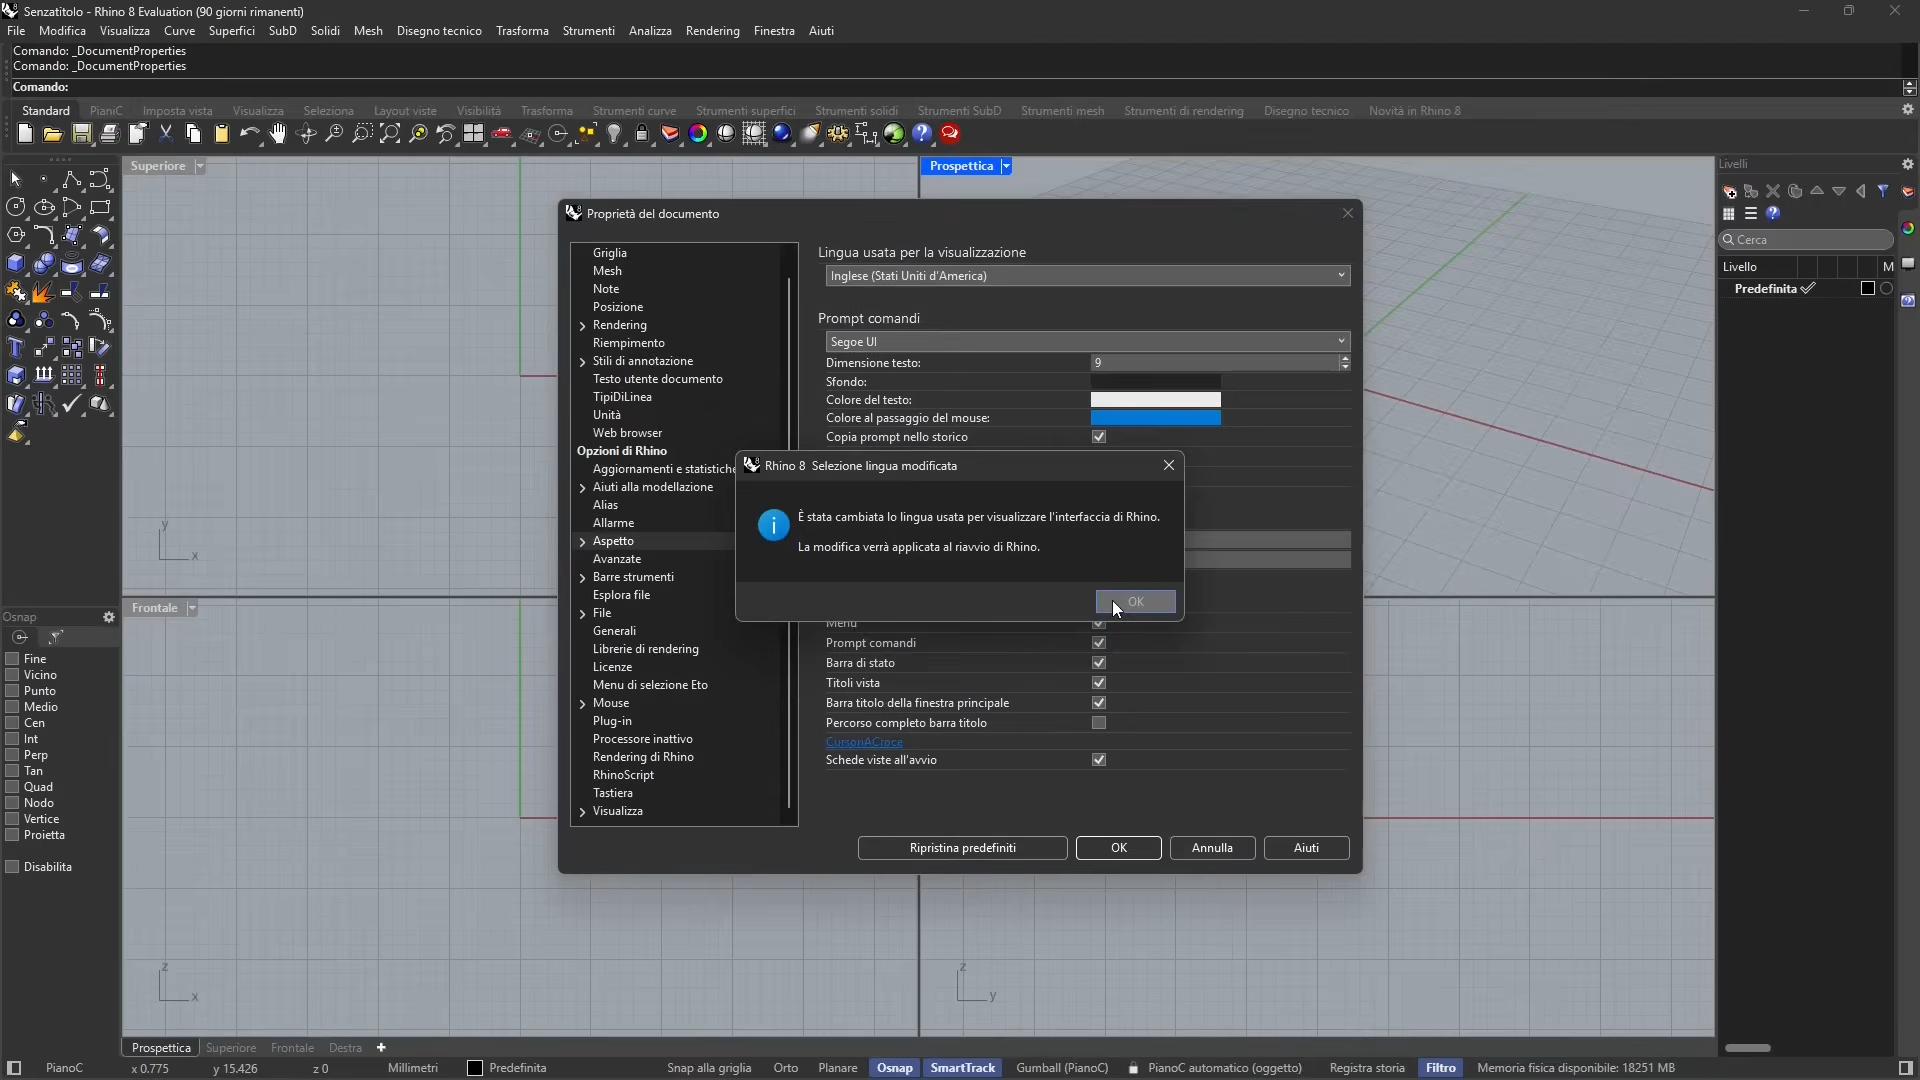 Senzatitolo - Rhino 8 Evaluation (90 giorni rimanenti)
File Modifica Visualizza Curve Superfici SubD Solidi Mesh Disegno tecnico Trasforma Strumenti Analizza Rendering Finestra Aiuti
Comando: _DocumentProperties
Comando: _DocumentProperties
Comando:
Standard PianiC Imposta vista Visualizza Seleziona Layout viste Visibilità Trasforma Strumenti curve Strumenti superfici Strumenti solidi Strumenti SubD Strumenti mesh Strumenti di rendering Disegno tecnico Novità in Rhino 8
Superiore
Prospettica
Frontale
Livelli
Cerca
Livello M
Predefinita
Proprietà del documento
Griglia
Mesh
Note
Posizione
Rendering
Riempimento
Stili di annotazione
Testo utente documento
TipiDiLinea
Unità
Web browser
Opzioni di Rhino
Aggiornamenti e statistiche
Aiuti alla modellazione
Alias
Allarme
Aspetto
Avanzate
Barre strumenti
Esplora file
File
Generali
Librerie di rendering
Licenze
Menu di selezione Eto
Mouse
Plug-in
Processore inattivo
Rendering di Rhino
RhinoScript
Tastiera
Visualizza
Lingua usata per la visualizzazione
Inglese (Stati Uniti d'America)
Prompt comandi
Segoe UI
Dimensione testo: 9
Sfondo:
Colore del testo:
Colore al passaggio del mouse:
Copia prompt nello storico
Rhino 8 Selezione lingua modificata
È stata cambiata lo lingua usata per visualizzare l'interfaccia di Rhino.
La modifica verrà applicata al riavvio di Rhino.
OK
Menu
Prompt comandi
Barra di stato
Titoli vista
Barra titolo della finestra principale
Percorso completo barra titolo
CursoriACroce
Schede viste all'avvio
Ripristina predefiniti OK Annulla Aiuti
Osnap
Fine
Vicino
Punto
Medio
Cen
Int
Perp
Tan
Quad
Nodo
Vertice
Proietta
Disabilita
y
x
z
x
z
y
Prospettica Superiore Frontale Destra
PianoC x 0.775 y 15.426 z 0 Millimetri Predefinita Snap alla griglia Orto Planare Osnap SmartTrack Gumball (PianoC) PianoC automatico (oggetto) Registra storia Filtro Memoria fisica disponibile: 18251 MB